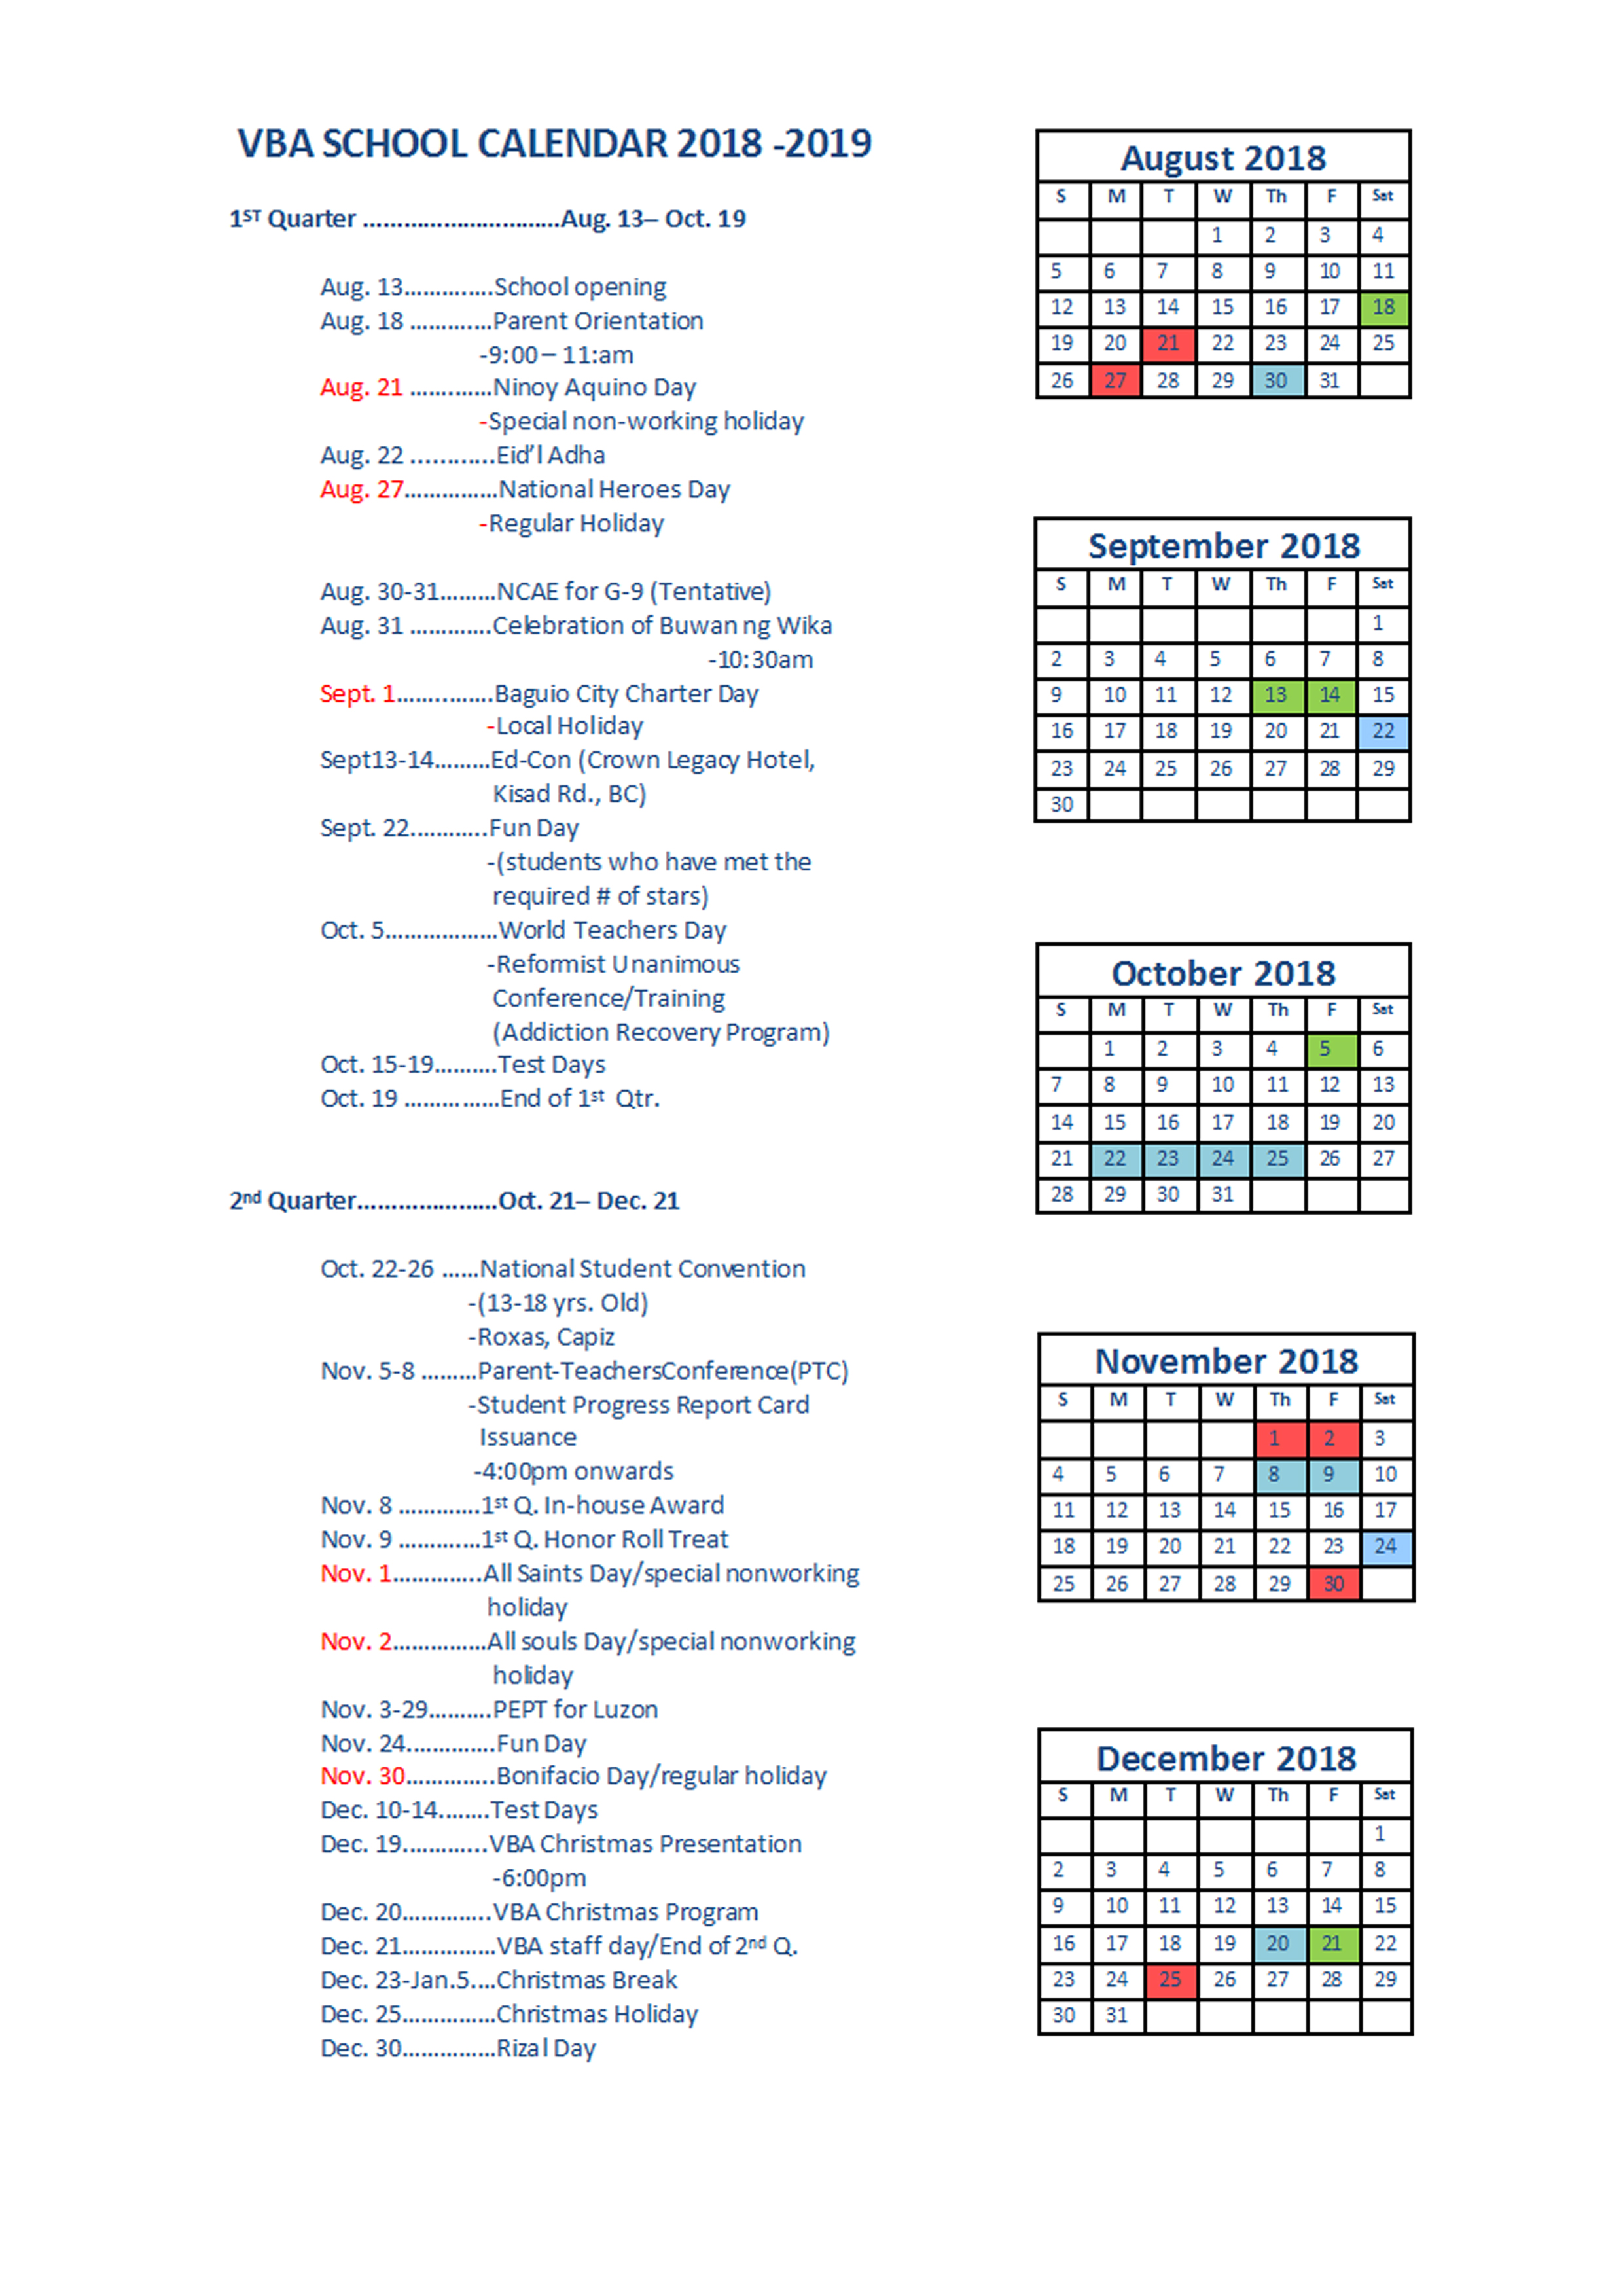 VBA SCHOOL CALENDAR 2018 -2019
1ST Quarter ................................Aug. 13– Oct. 19
Aug. 13..............School opening
Aug. 18 .............Parent Orientation
-9:00 – 11:am
Aug. 21 .............Ninoy Aquino Day
-Special non-working holiday
Aug. 22 ............Eid’l Adha
Aug. 27...............National Heroes Day
-Regular Holiday
Aug. 30-31.........NCAE for G-9 (Tentative)
Aug. 31 .............Celebration of Buwan ng Wika
-10:30am
Sept. 1................Baguio City Charter Day
-Local Holiday
Sept13-14.........Ed-Con (Crown Legacy Hotel,
Kisad Rd., BC)
Sept. 22............Fun Day
-(students who have met the
required # of stars)
Oct. 5..................World Teachers Day
-Reformist Unanimous
Conference/Training
(Addiction Recovery Program)
Oct. 15-19..........Test Days
Oct. 19 ...............End of 1st Qtr.
2nd Quarter.......................Oct. 21– Dec. 21
Oct. 22-26 ......National Student Convention
-(13-18 yrs. Old)
-Roxas, Capiz
Nov. 5-8 .........Parent-TeachersConference(PTC)
-Student Progress Report Card
Issuance
-4:00pm onwards
Nov. 8 .............1st Q. In-house Award
Nov. 9 .............1st Q. Honor Roll Treat
Nov. 1..............All Saints Day/special nonworking
holiday
Nov. 2...............All souls Day/special nonworking
holiday
Nov. 3-29..........PEPT for Luzon
Nov. 24..............Fun Day
Nov. 30..............Bonifacio Day/regular holiday
Dec. 10-14........Test Days
Dec. 19.............VBA Christmas Presentation
-6:00pm
Dec. 20..............VBA Christmas Program
Dec. 21...............VBA staff day/End of 2nd Q.
Dec. 23-Jan.5....Christmas Break
Dec. 25...............Christmas Holiday
Dec. 30...............Rizal Day
August 2018
S M T W Th F Sat
1 2 3 4
5 6 7 8 9 10 11
12 13 14 15 16 17 18
19 20 21 22 23 24 25
26 27 28 29 30 31
September 2018
S M T W Th F Sat
1
2 3 4 5 6 7 8
9 10 11 12 13 14 15
16 17 18 19 20 21 22
23 24 25 26 27 28 29
30
October 2018
S M T W Th F Sat
1 2 3 4 5 6
7 8 9 10 11 12 13
14 15 16 17 18 19 20
21 22 23 24 25 26 27
28 29 30 31
November 2018
S M T W Th F Sat
1 2 3
4 5 6 7 8 9 10
11 12 13 14 15 16 17
18 19 20 21 22 23 24
25 26 27 28 29 30
December 2018
S M T W Th F Sat
1
2 3 4 5 6 7 8
9 10 11 12 13 14 15
16 17 18 19 20 21 22
23 24 25 26 27 28 29
30 31